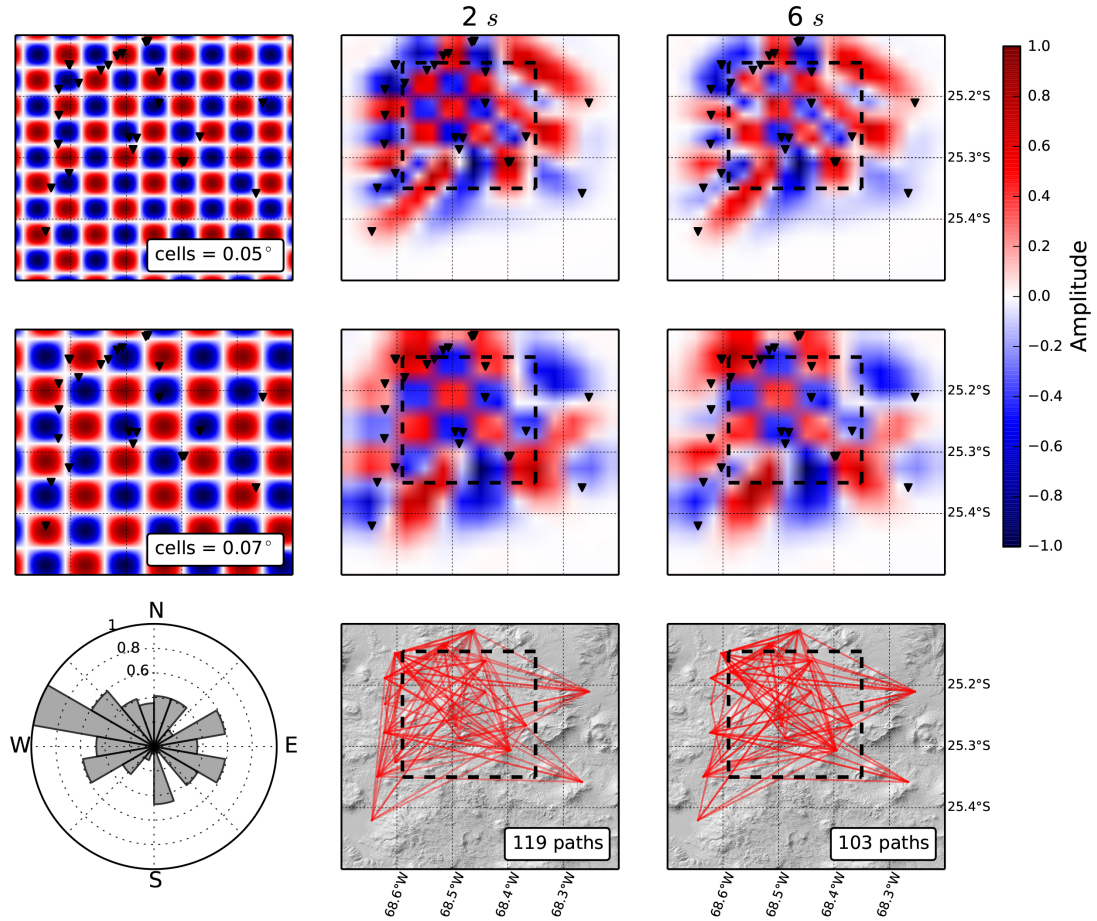 2 s
6 s
cells = 0.05°
25.2°S
25.3°S
25.4°S
cells = 0.07°
25.2°S
25.3°S
25.4°S
1.0
0.8
0.6
0.4
0.2
0.0
−0.2
−0.4
−0.6
−0.8
−1.0
Amplitude
N
1
0.8
0.6
W
E
S
119 paths
103 paths
25.2°S
25.3°S
25.4°S
68.6°W
68.5°W
68.4°W
68.3°W
68.6°W
68.5°W
68.4°W
68.3°W